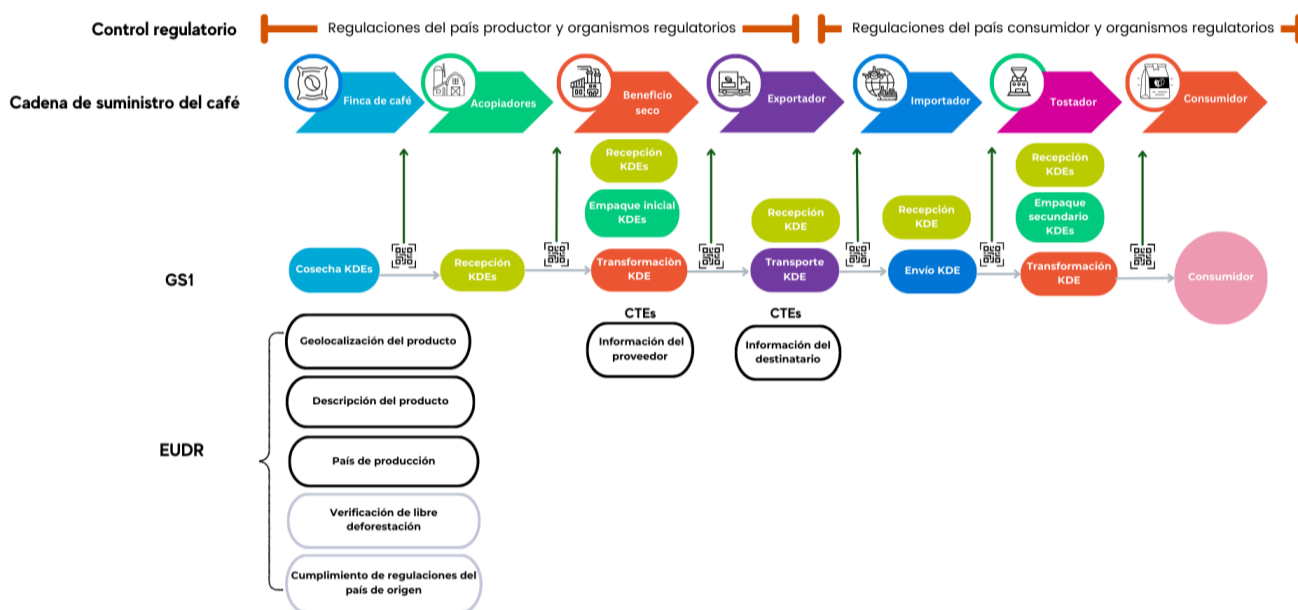 Control regulatorio
Regulaciones del país productor y organismos regulatorios
Regulaciones del país consumidor y organismos regulatorios
Cadena de suministro del café
Finca de café
Acopiadores
Beneficio
seco
Exportador
Importador
Tostador
Consumidor
Recepción
KDEs
Recepción
KDEs
Empaque inicial
KDEs
Recepción
KDE
Recepción
KDE
Empaque
secundario
KDEs
GS1
Cosecha KDEs
Recepción
KDEs
Transformaciòn
KDE
Transporte
KDE
Envío KDE
Transformación
KDE
Consumidor
CTEs
CTEs
Información del
proveedor
Información del
destinatario
EUDR
Geolocalización del producto
Descripción del producto
País de producción
Verificación de libre
deforestación
Cumplimiento de regulaciones del
país de origen